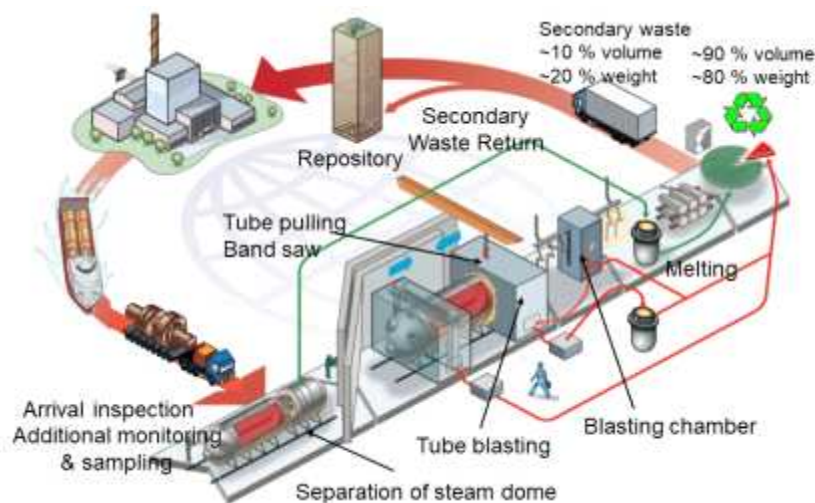 Secondary waste
~10 % volume
~20 % weight
~90 % volume
~80 % weight
Secondary
Waste Return
Repository
Tube pulling
Band saw
Melting
Arrival inspection
Additional monitoring
& sampling
Tube blasting
Blasting chamber
Separation of steam dome